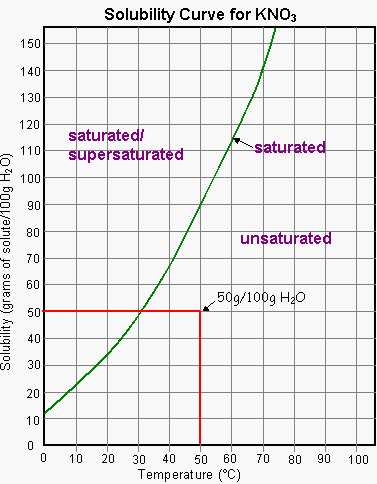 Solubility Curve for KNO₃
150
140
130
120
110
100
90
80
70
60
50
40
30
20
10
0
Solubility (grams of solute/100g H₂O)
saturated/
supersaturated
saturated
unsaturated
50g/100g H₂O
0 10 20 30 40 50 60 70 80 90 100
Temperature (°C)